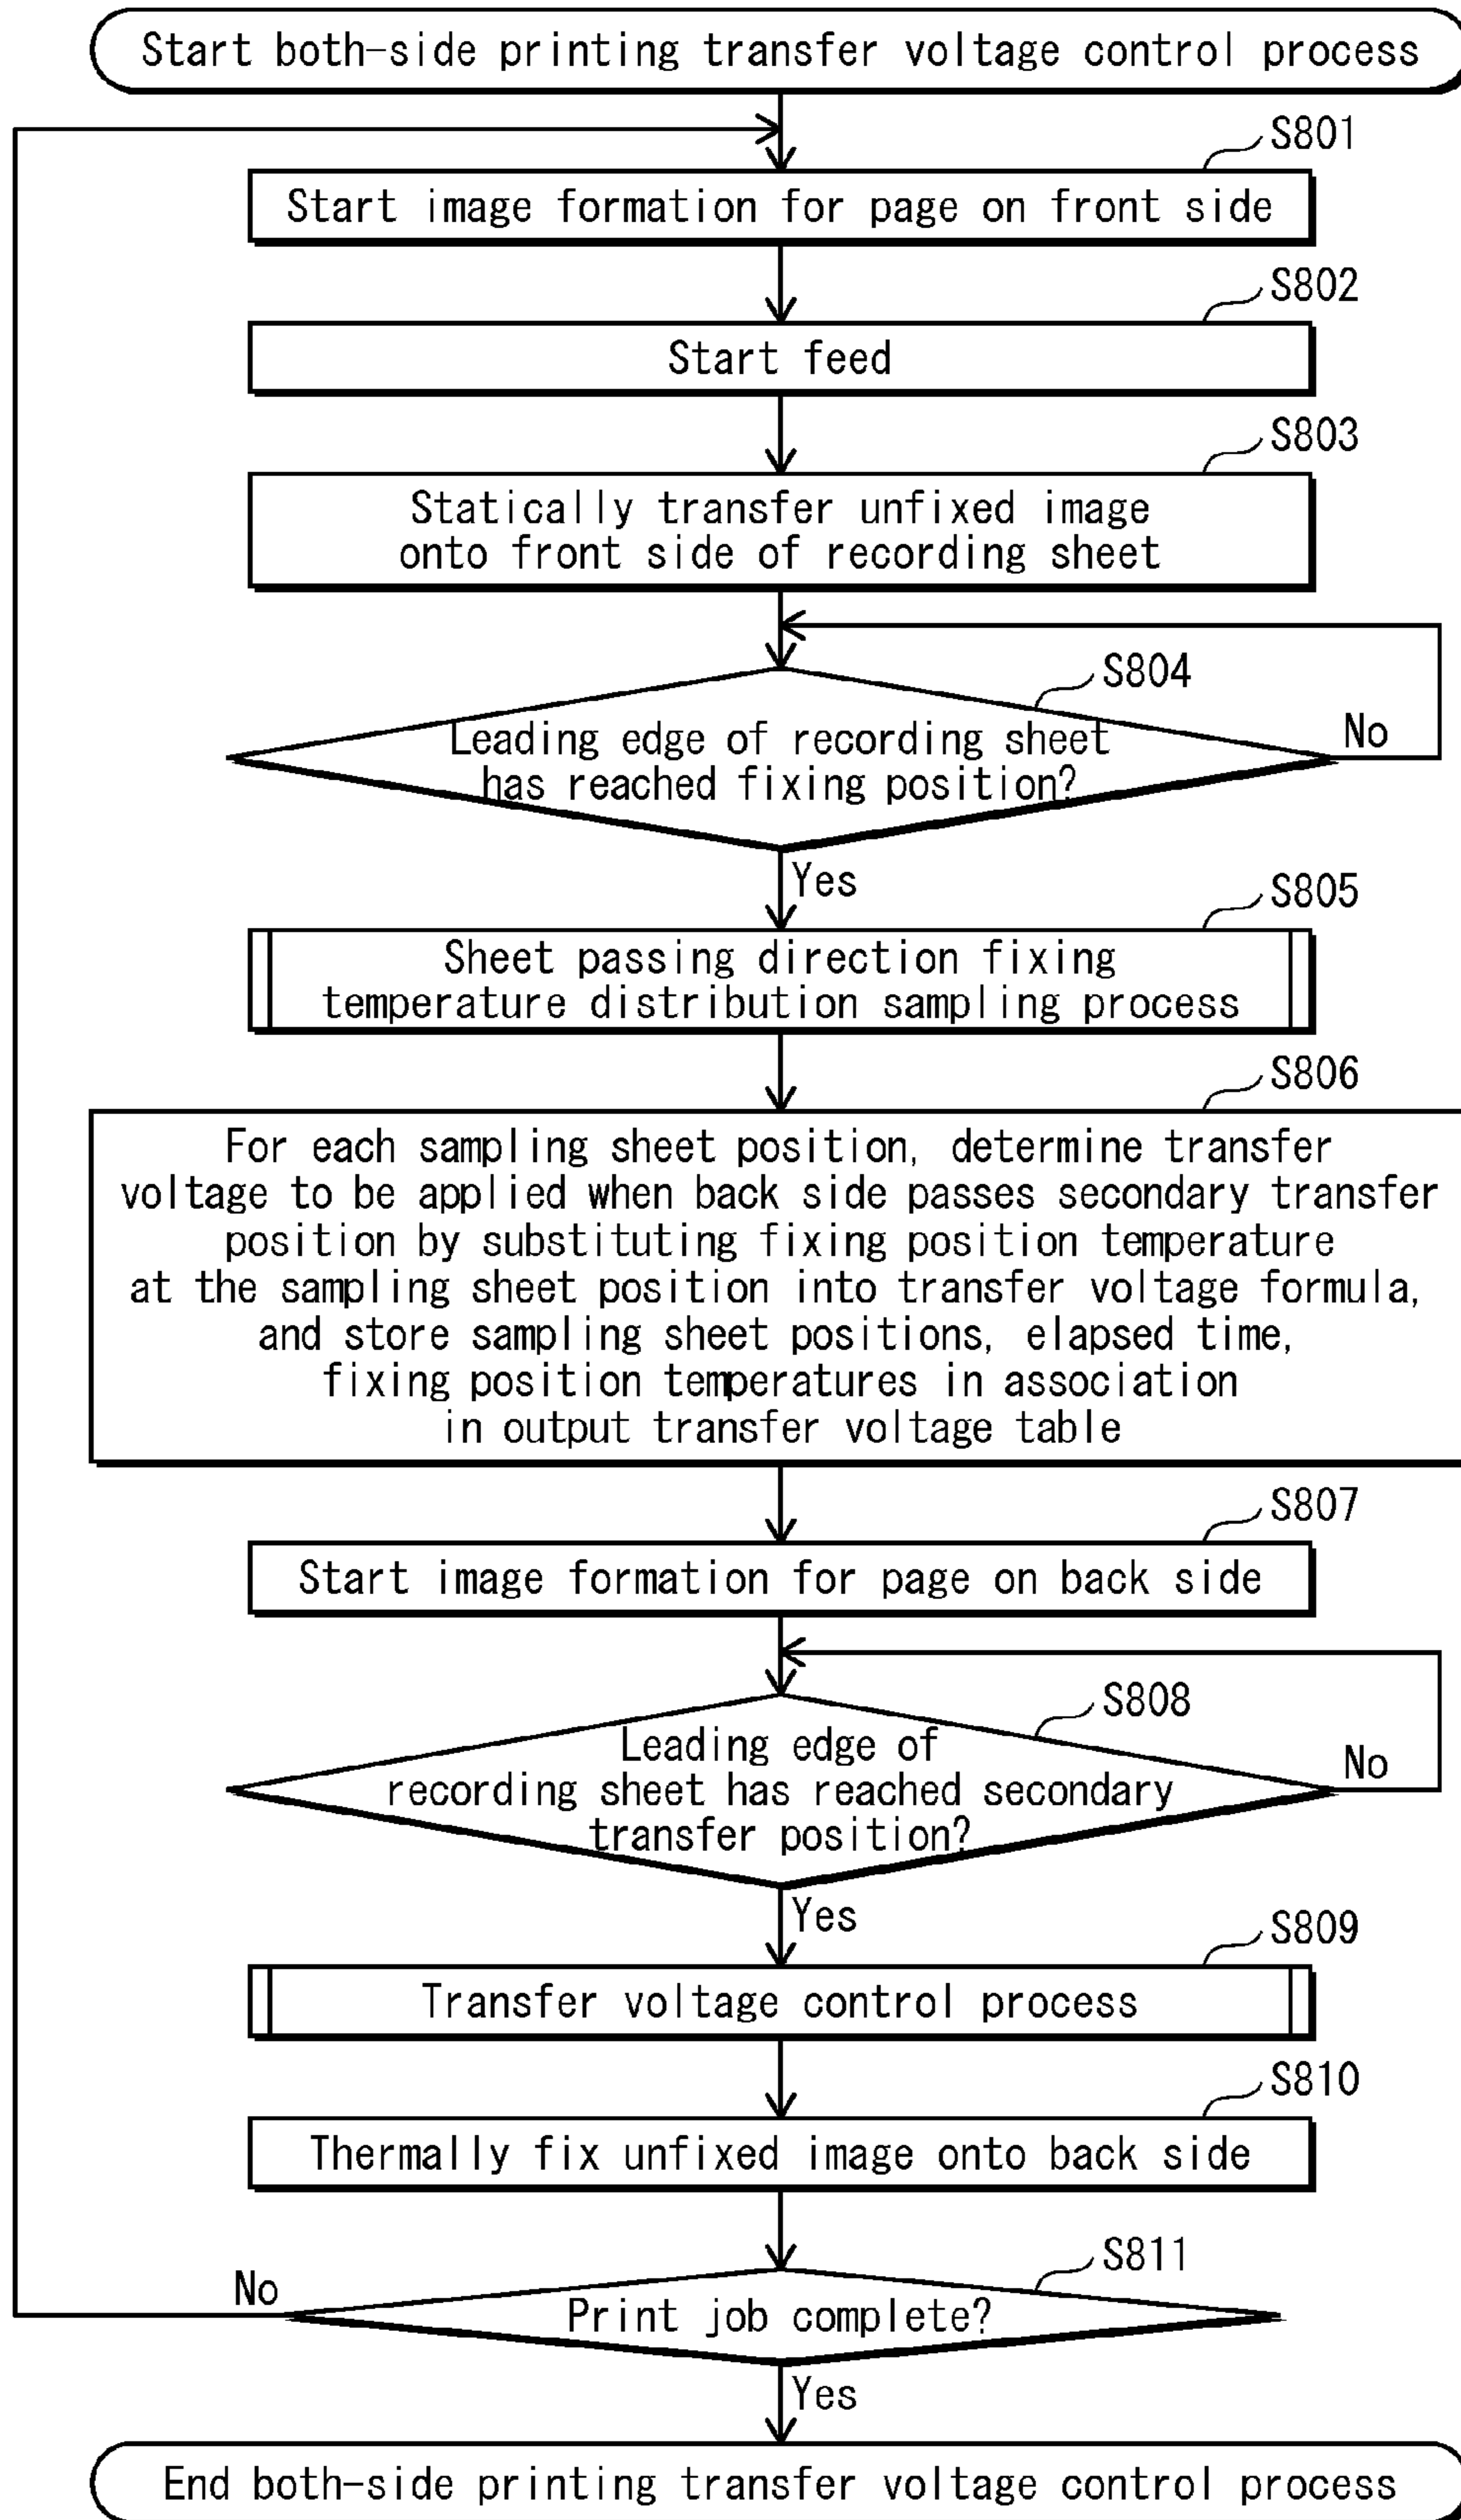 Start both-side printing transfer voltage control process
S801
Start image formation for page on front side
S802
Start feed
S803
Statically transfer unfixed image
onto front side of recording sheet
S804
Leading edge of recording sheet
has reached fixing position?
No
Yes
S805
Sheet passing direction fixing
temperature distribution sampling process
S806
For each sampling sheet position, determine transfer
voltage to be applied when back side passes secondary transfer
position by substituting fixing position temperature
at the sampling sheet position into transfer voltage formula,
and store sampling sheet positions, elapsed time,
fixing position temperatures in association
in output transfer voltage table
S807
Start image formation for page on back side
S808
Leading edge of
recording sheet has reached secondary
transfer position?
No
Yes
S809
Transfer voltage control process
S810
Thermally fix unfixed image onto back side
S811
No
Print job complete?
Yes
End both-side printing transfer voltage control process